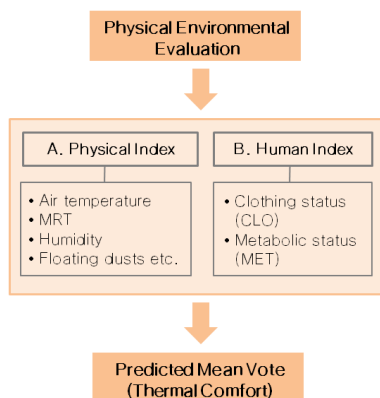 Physical Environmental
Evaluation
A. Physical Index
• Air temperature
• MRT
• Humidity
• Floating dusts etc.
B. Human Index
• Clothing status
(CLO)
• Metabolic status
(MET)
Predicted Mean Vote
(Thermal Comfort)